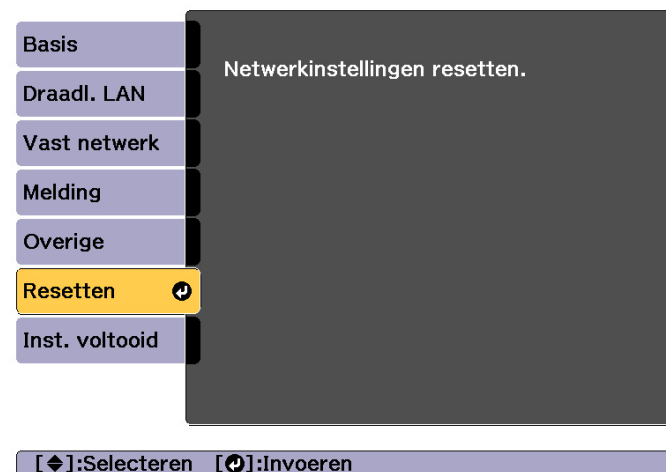 Basis
Netwerkinstellingen resetten.
Draadl. LAN
Vast netwerk
Melding
Overige
Resetten
Inst. voltooid
[◆]:Selecteren [↵]:Invoeren